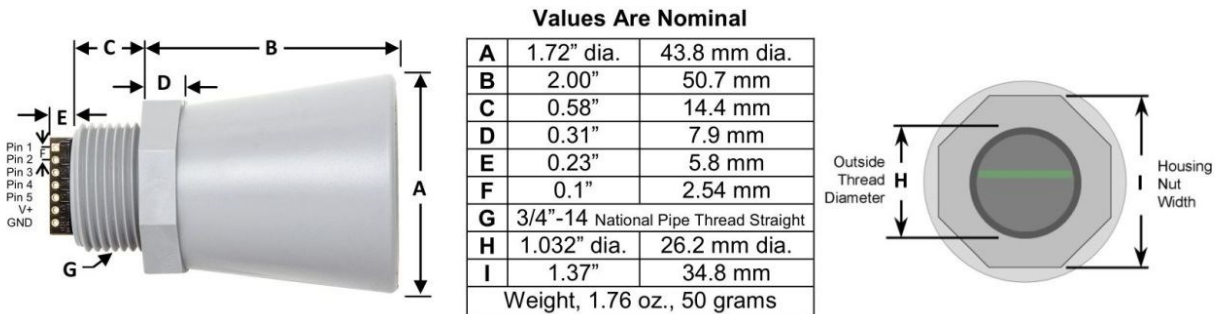 Values Are Nominal
C
B
D
E
F
A
G
Pin 1
Pin 2
Pin 3
Pin 4
Pin 5
V+
GND
A 1.72” dia. 43.8 mm dia.
B 2.00” 50.7 mm
C 0.58” 14.4 mm
D 0.31” 7.9 mm
E 0.23” 5.8 mm
F 0.1” 2.54 mm
G 3/4”-14 National Pipe Thread Straight
H 1.032” dia. 26.2 mm dia.
I 1.37” 34.8 mm
Weight, 1.76 oz., 50 grams
Outside
Thread
Diameter
H
I
Housing
Nut
Width